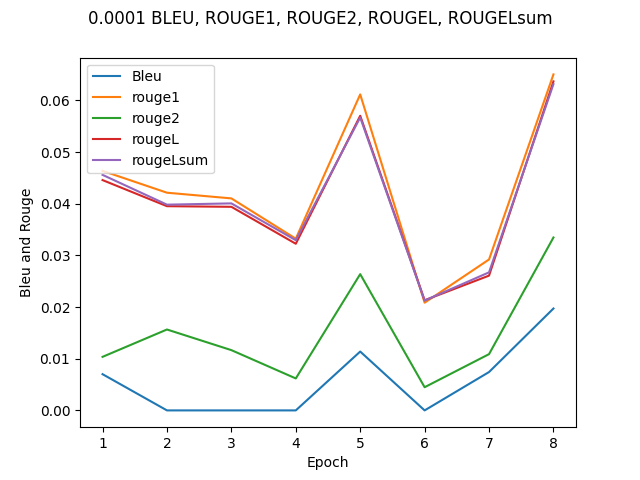 0.0001 BLEU, ROUGE1, ROUGE2, ROUGEL, ROUGELsum
Bleu
rouge1
rouge2
rougeL
rougeLsum
Bleu and Rouge
0.06
0.05
0.04
0.03
0.02
0.01
0.00
1 2 3 4 5 6 7 8
Epoch